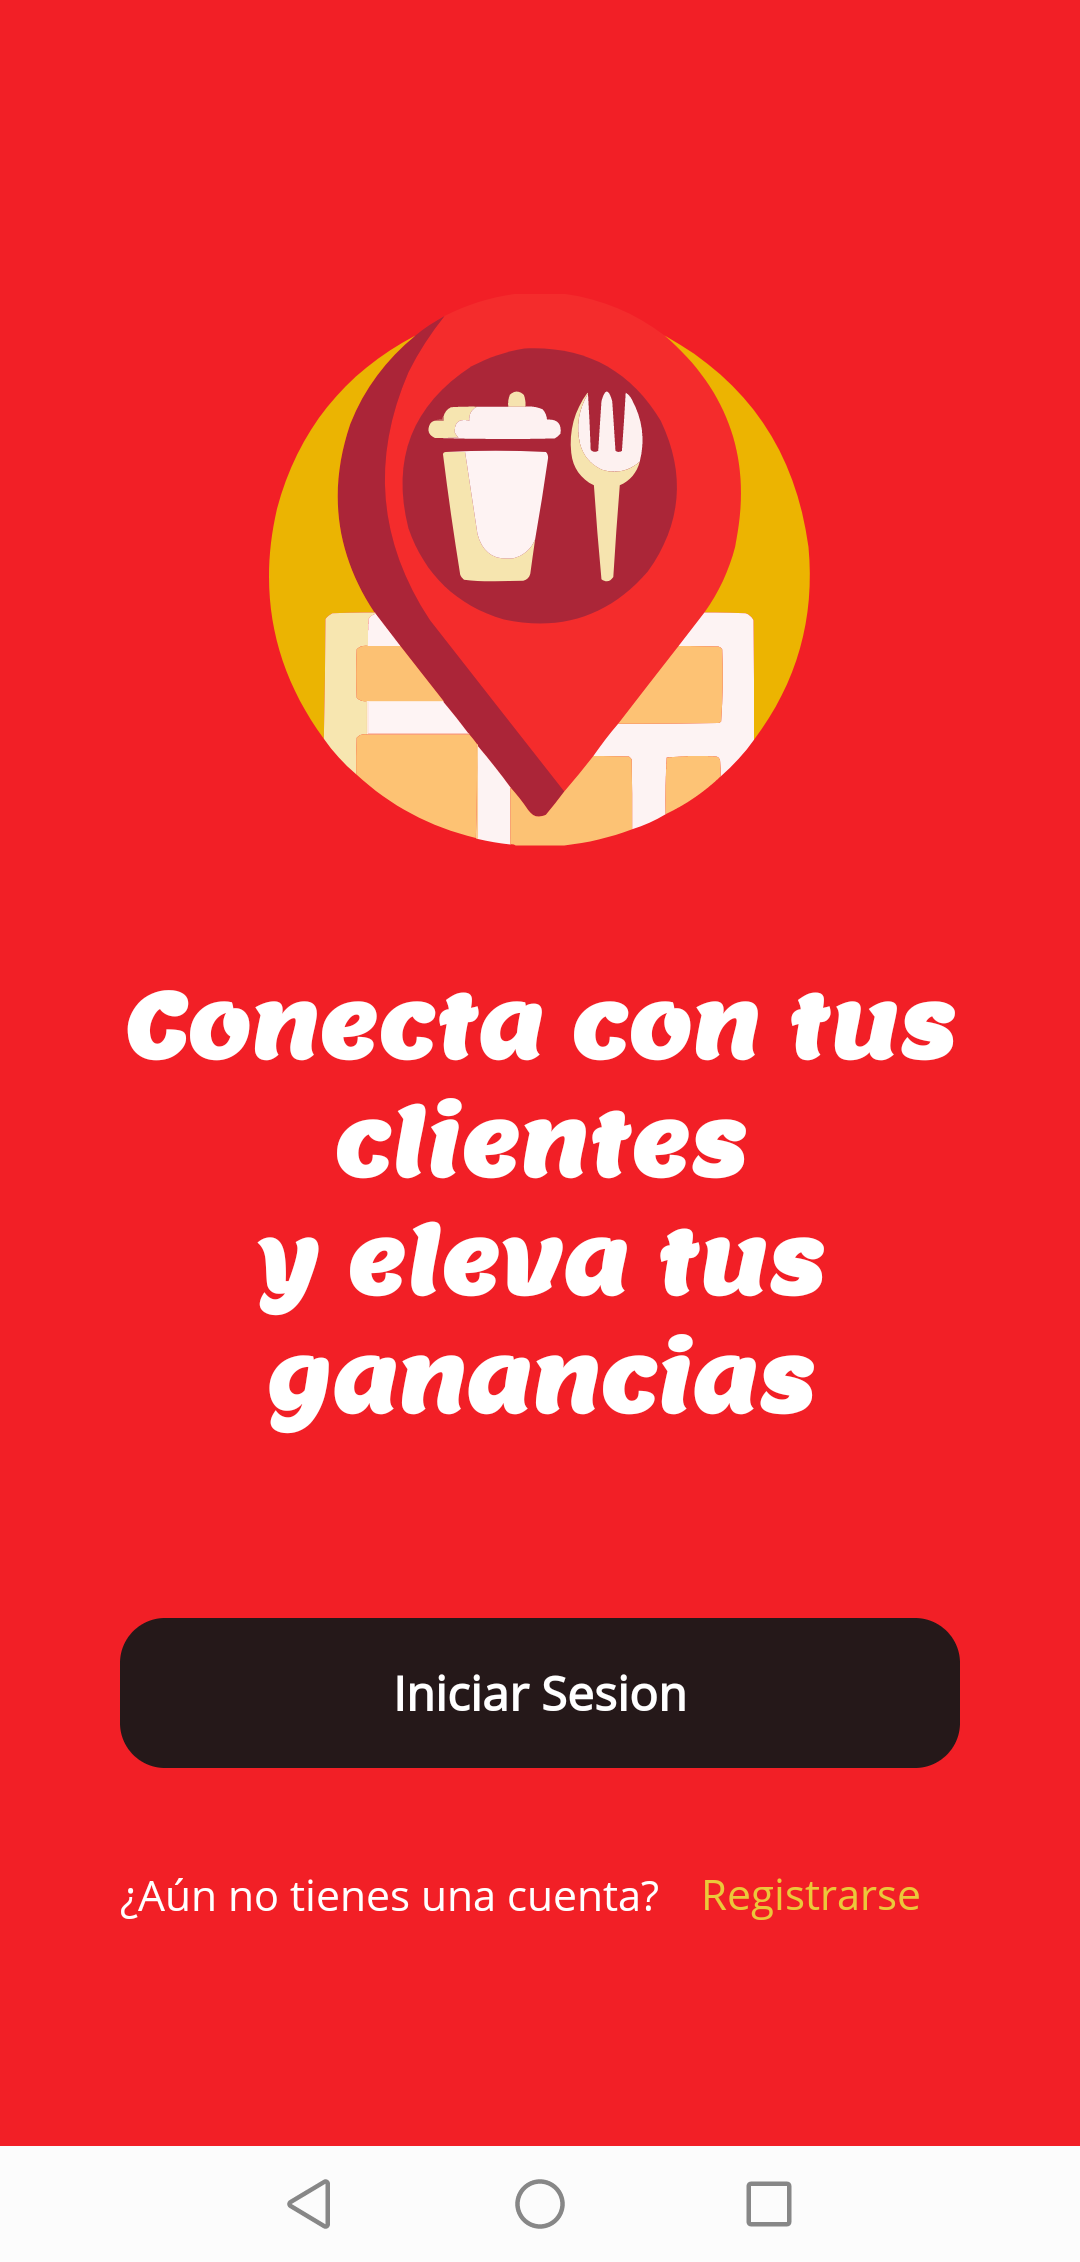 Conecta con tus
clientes
y eleva tus
ganancias
Iniciar Sesion
¿Aún no tienes una cuenta? Registrarse